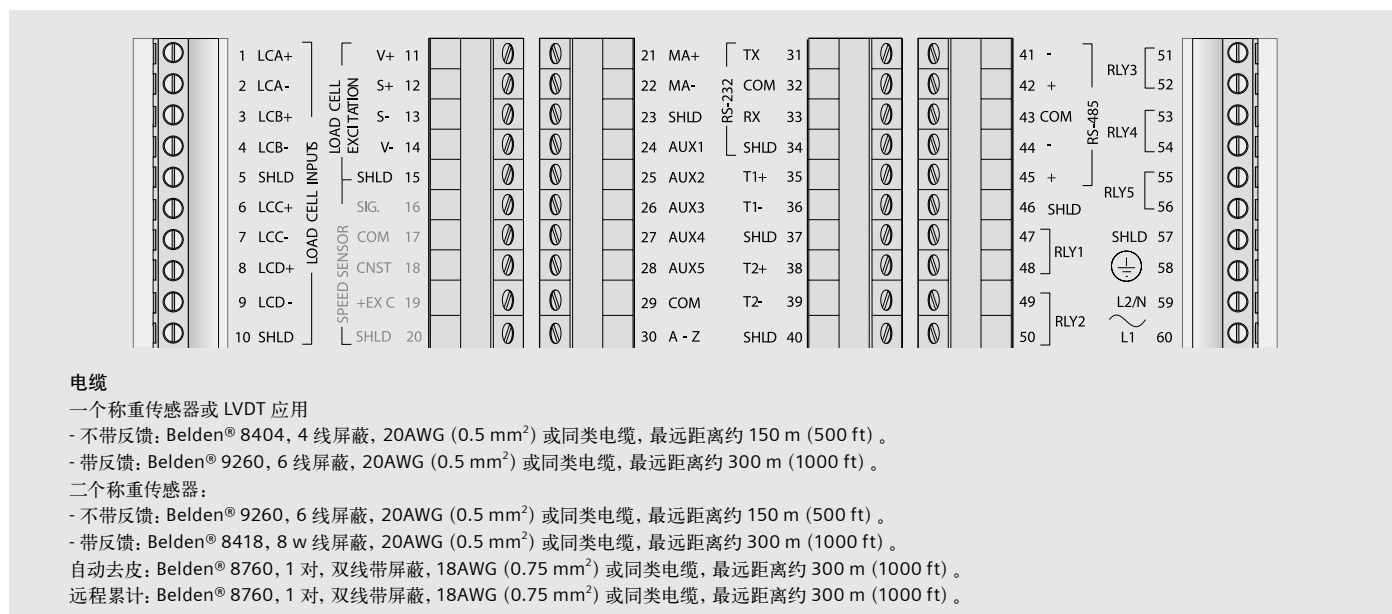 1 LCA+
2 LCA-
3 LCB+
4 LCB-
5 SHLD
6 LCC+
7 LCC-
8 LCD+
9 LCD-
10 SHLD
LOAD CELL INPUTS
LOAD CELL
EXCITATION
V+ 11
S+ 12
S- 13
V- 14
SHLD 15
SPEED SENSOR
SIG. 16
COM 17
CNST 18
+EX C 19
SHLD 20
21 MA+
22 MA-
23 SHLD
24 AUX1
25 AUX2
26 AUX3
27 AUX4
28 AUX5
29 COM
30 A - Z
RS-232
TX 31
COM 32
RX 33
SHLD 34
T1+ 35
T1- 36
SHLD 37
T2+ 38
T2- 39
SHLD 40
41 -
42 +
43 COM
44 -
45 +
46 SHLD
RS-485
47
48
RLY1
49
50
RLY2
RLY3
51
52
RLY4
53
54
RLY5
55
56
SHLD 57
58
L2/N 59
L1 60
电缆
一个称重传感器或 LVDT 应用
- 不带反馈: Belden® 8404, 4 线屏蔽, 20AWG (0.5 mm²) 或同类电缆, 最远距离约 150 m (500 ft) 。
- 带反馈: Belden® 9260, 6 线屏蔽, 20AWG (0.5 mm²) 或同类电缆, 最远距离约 300 m (1000 ft) 。
二个称重传感器:
- 不带反馈: Belden® 9260, 6 线屏蔽, 20AWG (0.5 mm²) 或同类电缆, 最远距离约 150 m (500 ft) 。
- 带反馈: Belden® 8418, 8 w 线屏蔽, 20AWG (0.5 mm²) 或同类电缆, 最远距离约 300 m (1000 ft) 。
自动去皮: Belden® 8760, 1 对, 双线带屏蔽, 18AWG (0.75 mm²) 或同类电缆, 最远距离约 300 m (1000 ft) 。
远程累计: Belden® 8760, 1 对, 双线带屏蔽, 18AWG (0.75 mm²) 或同类电缆, 最远距离约 300 m (1000 ft) 。